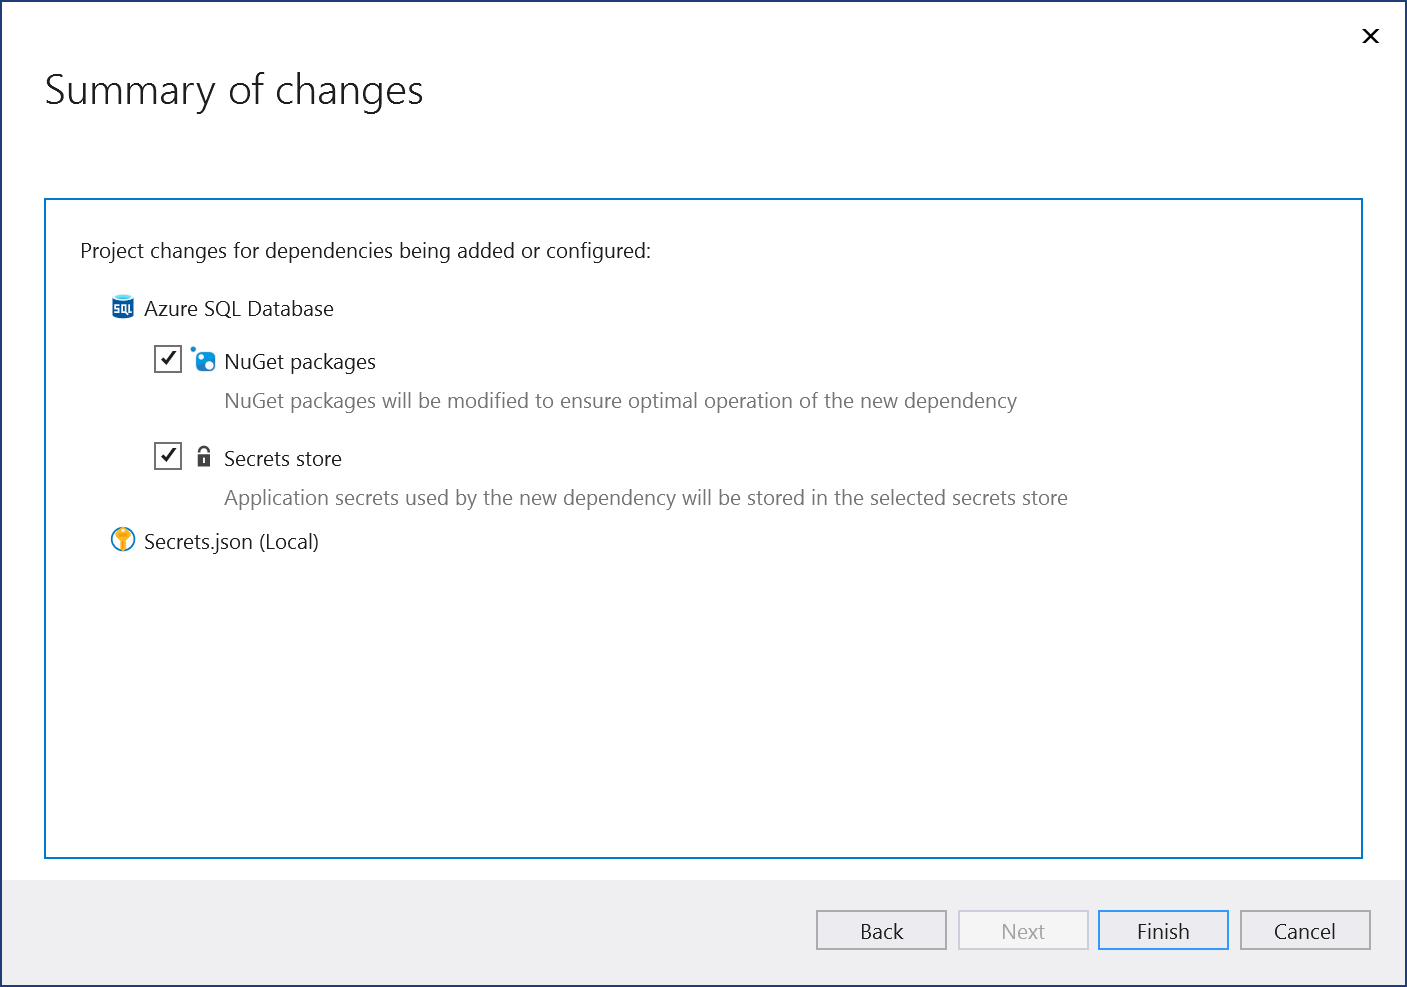 Summary of changes
Project changes for dependencies being added or configured:
SQL Azure SQL Database
NuGet packages
NuGet packages will be modified to ensure optimal operation of the new dependency
Secrets store
Application secrets used by the new dependency will be stored in the selected secrets store
Secrets.json (Local)
Back Next Finish Cancel